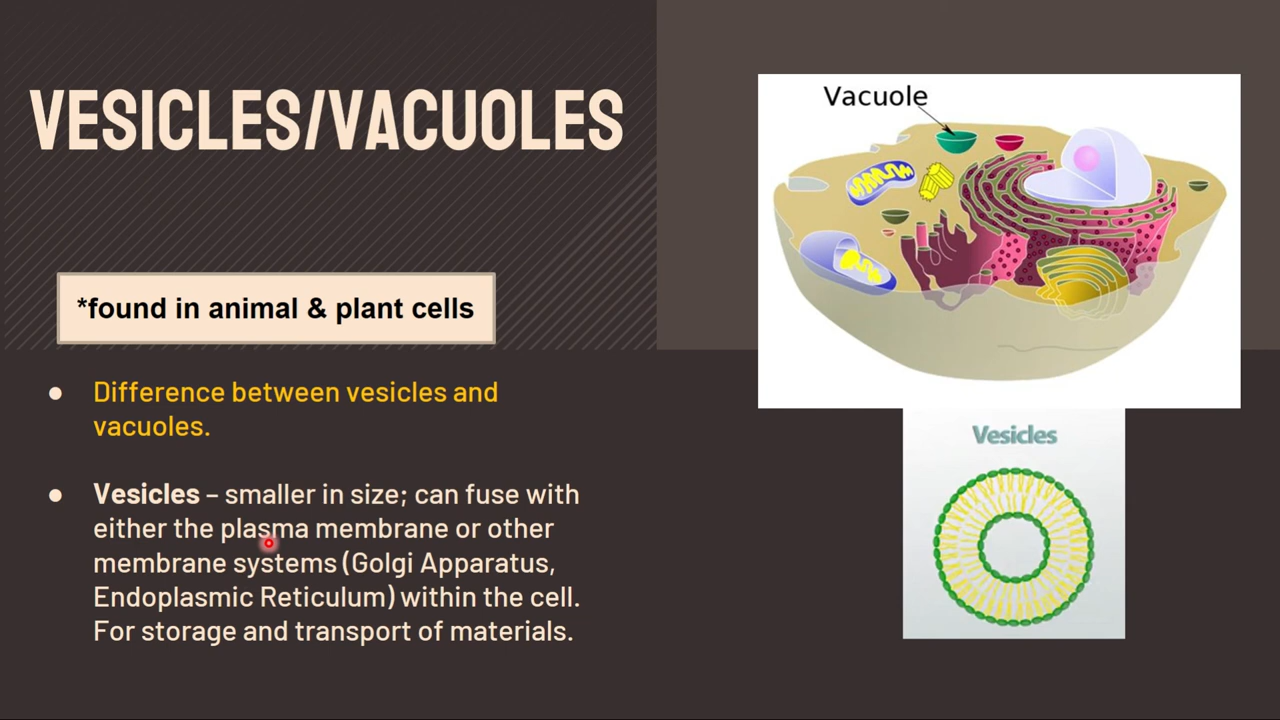 VESICLES/VACUOLES
*found in animal & plant cells
● Difference between vesicles and
vacuoles.
● Vesicles – smaller in size; can fuse with
either the plasma membrane or other
membrane systems (Golgi Apparatus,
Endoplasmic Reticulum) within the cell.
For storage and transport of materials.
Vacuole
Vesicles